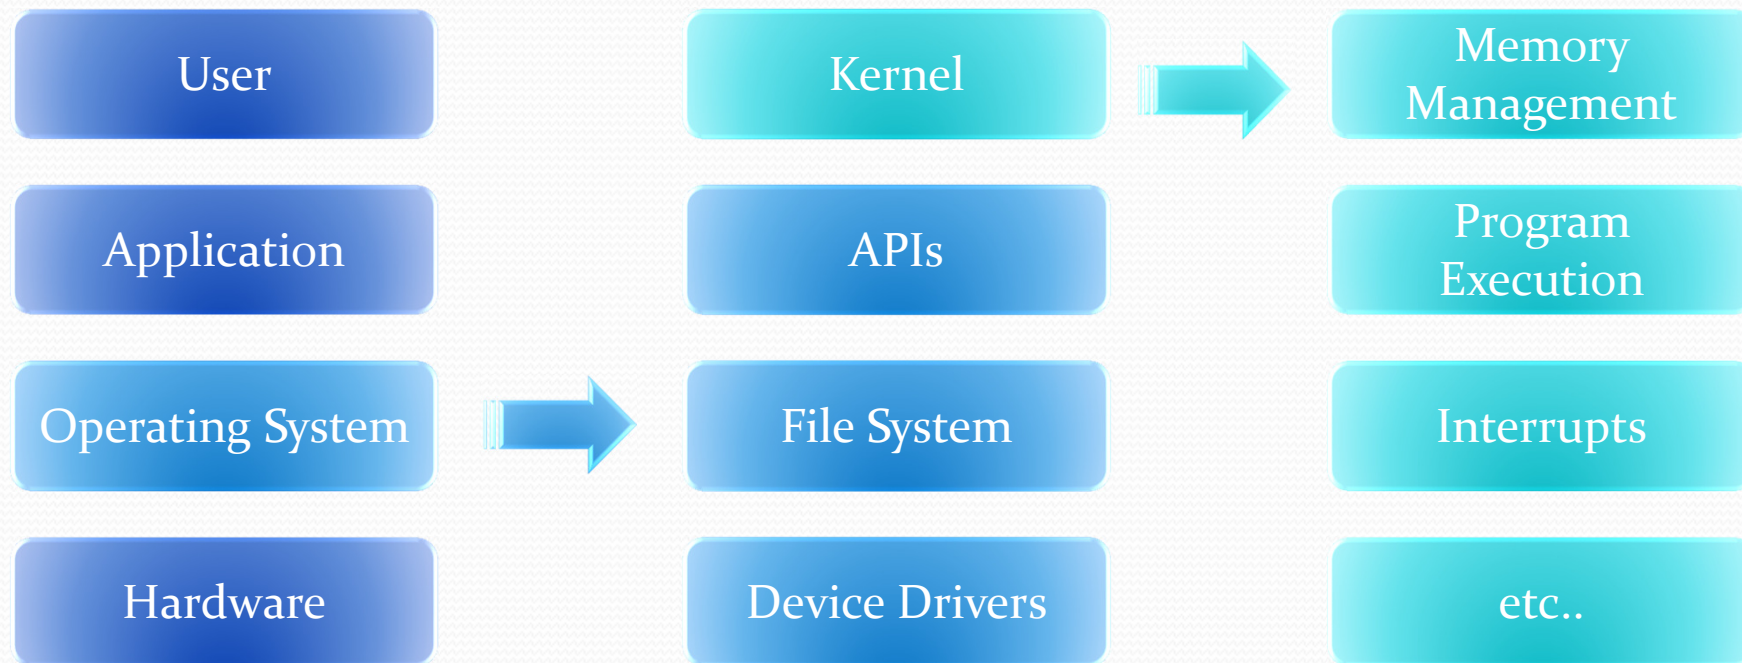 User
Application
Operating System
Hardware
Kernel
APIs
File System
Device Drivers
Memory
Management
Program
Execution
Interrupts
etc..